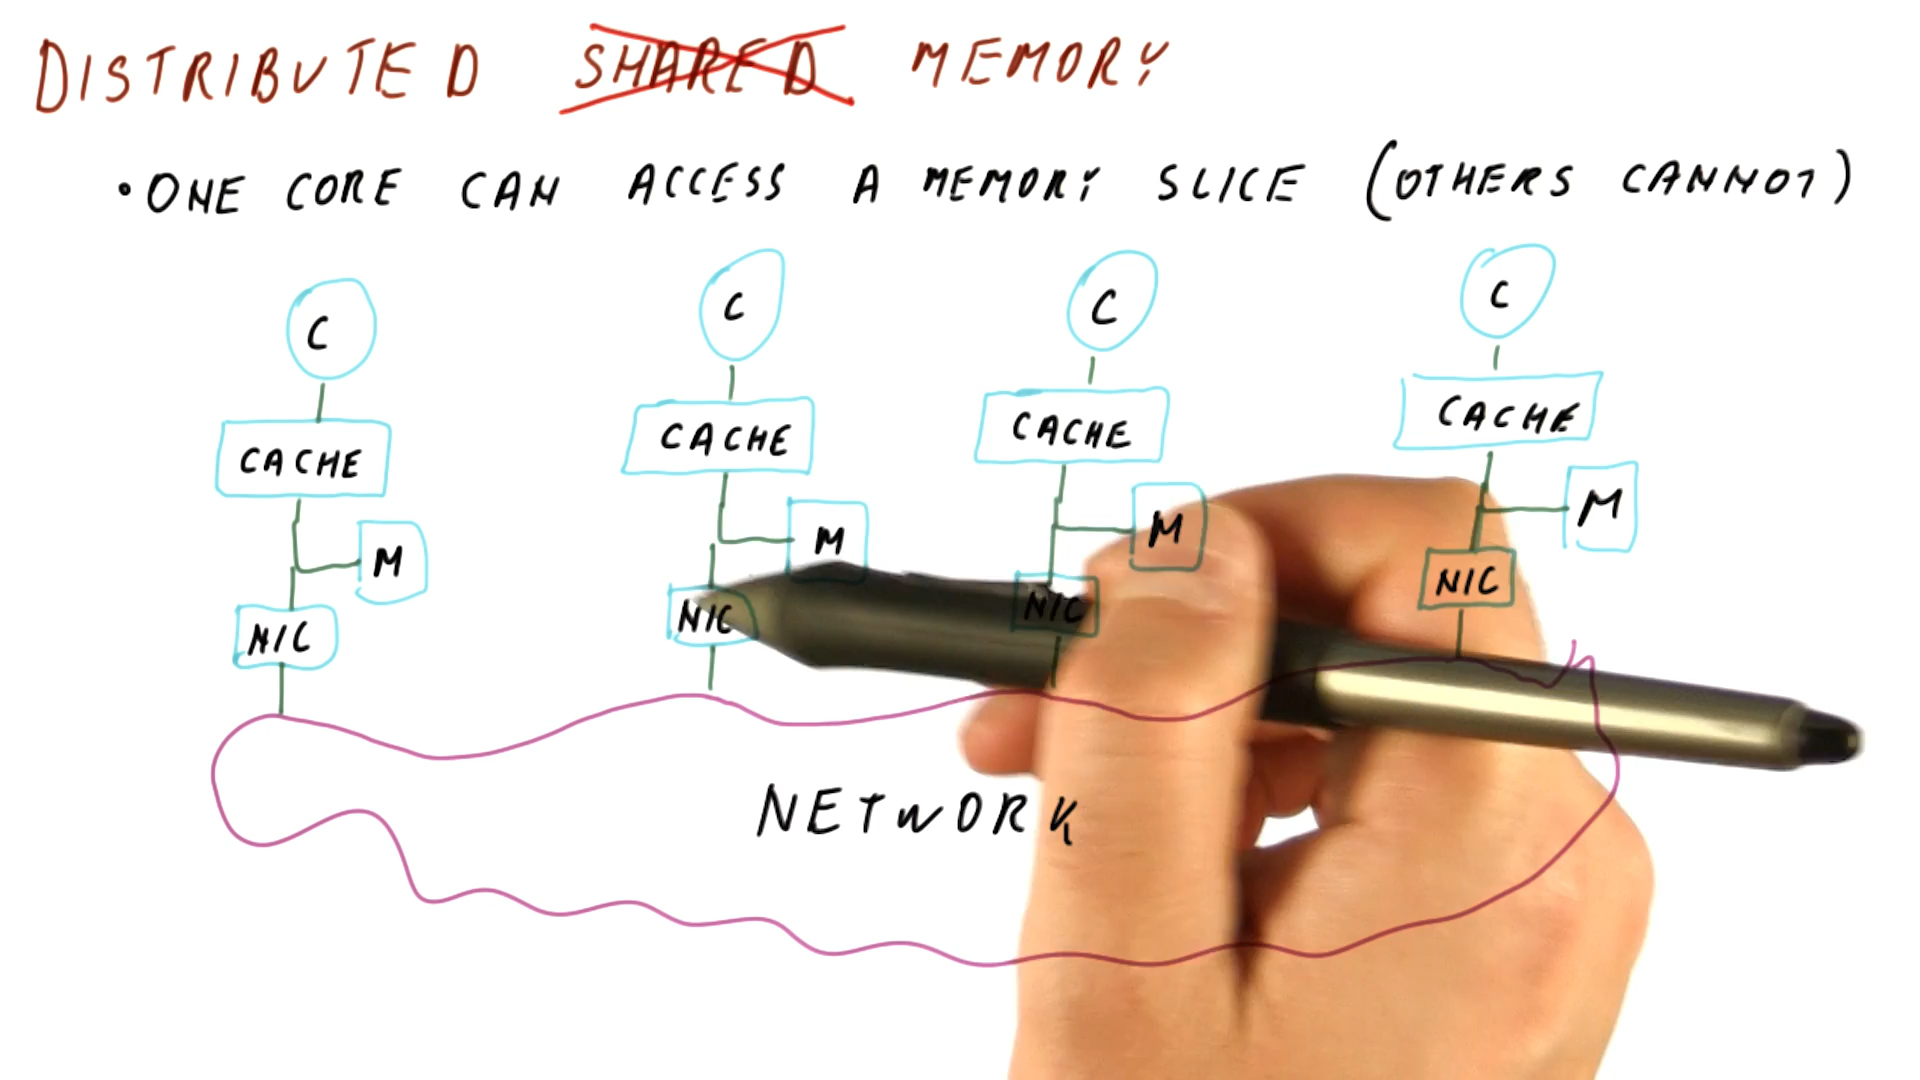 DISTRIBUTED SHARED MEMORY
• ONE CORE CAN ACCESS A MEMORY SLICE (OTHERS CANNOT)
C C C C
CACHE CACHE CACHE CACHE
M M M M
NIC NIC NIC NIC
NETWORK